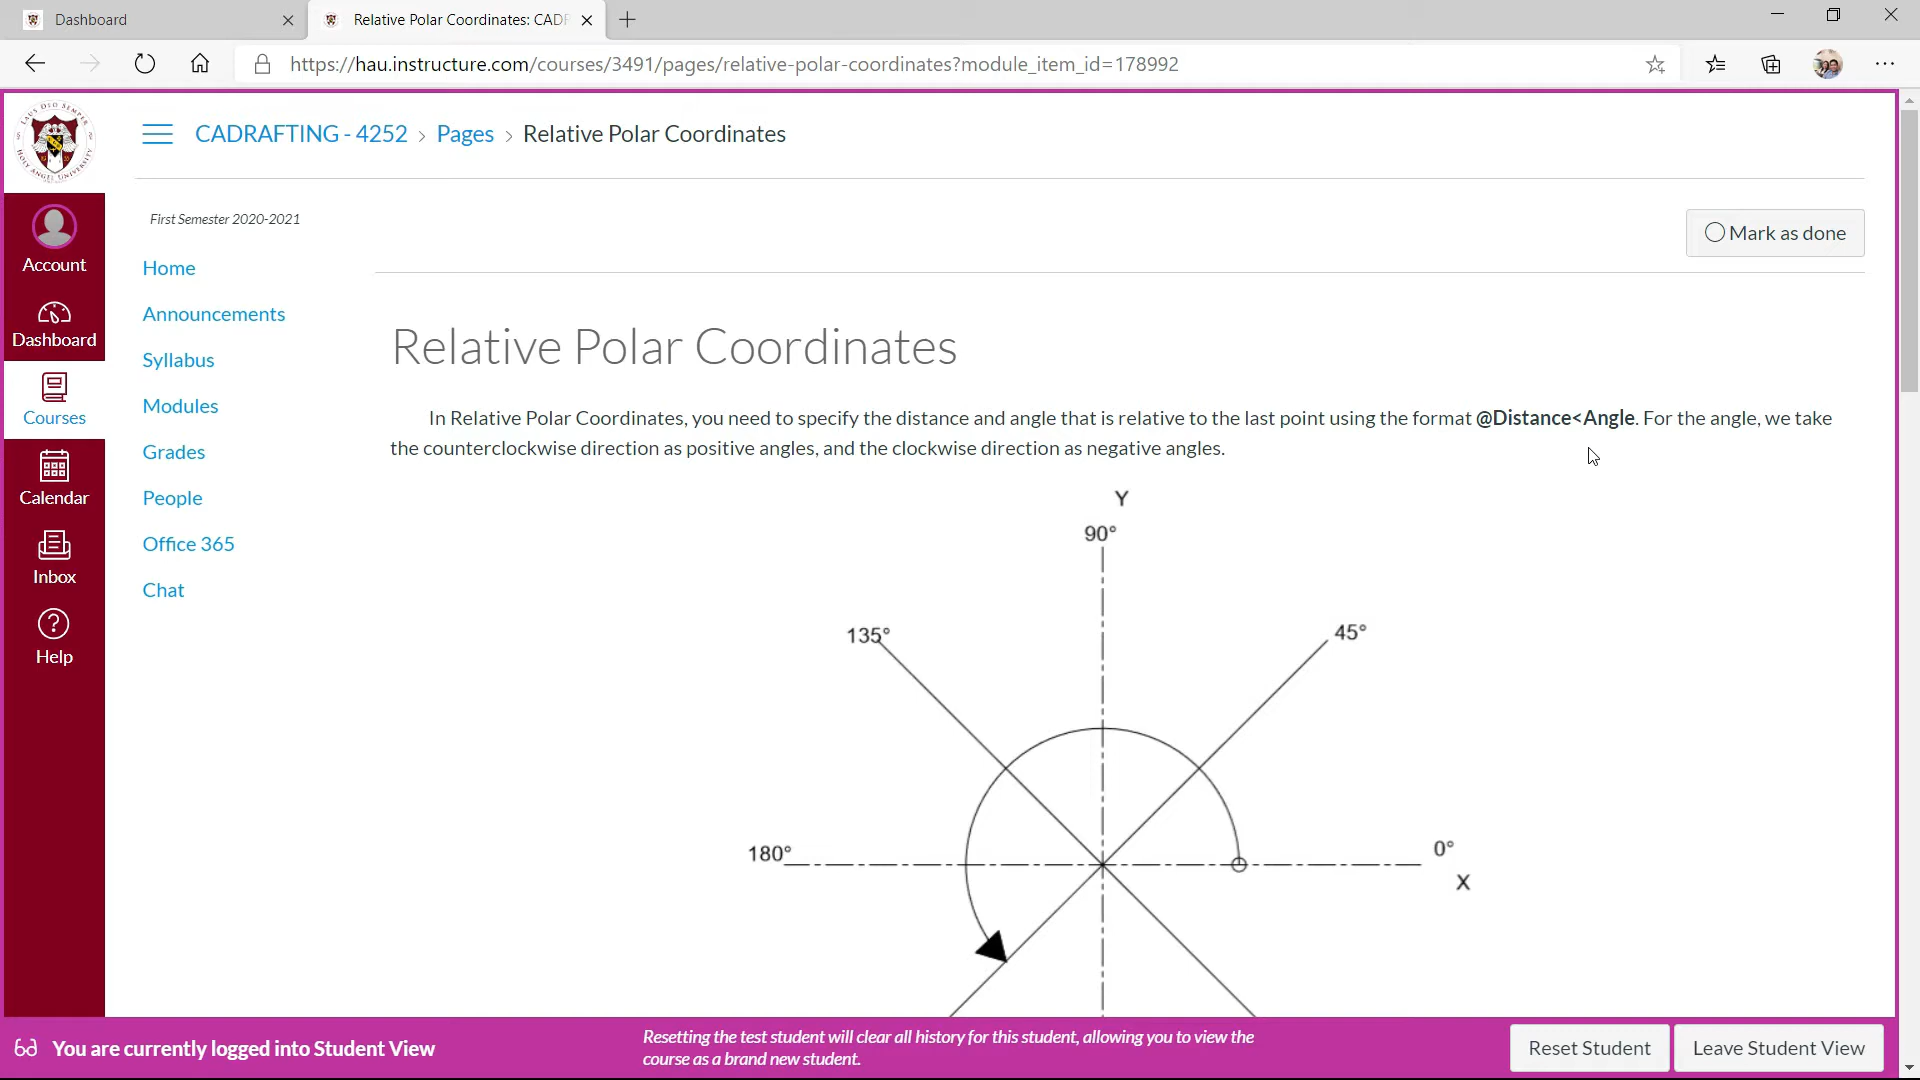 Dashboard
Relative Polar Coordinates: CADF
https://hau.instructure.com/courses/3491/pages/relative-polar-coordinates?module_item_id=178992
CADRAFTING - 4252 › Pages › Relative Polar Coordinates
First Semester 2020-2021
Mark as done
Account
Dashboard
Courses
Calendar
Inbox
Help
Home
Announcements
Syllabus
Modules
Grades
People
Office 365
Chat
Relative Polar Coordinates
In Relative Polar Coordinates, you need to specify the distance and angle that is relative to the last point using the format @Distance<Angle. For the angle, we take
the counterclockwise direction as positive angles, and the clockwise direction as negative angles.
Y
90°
135°
45°
180°
0°
X
You are currently logged into Student View
Resetting the test student will clear all history for this student, allowing you to view the
course as a brand new student.
Reset Student
Leave Student View